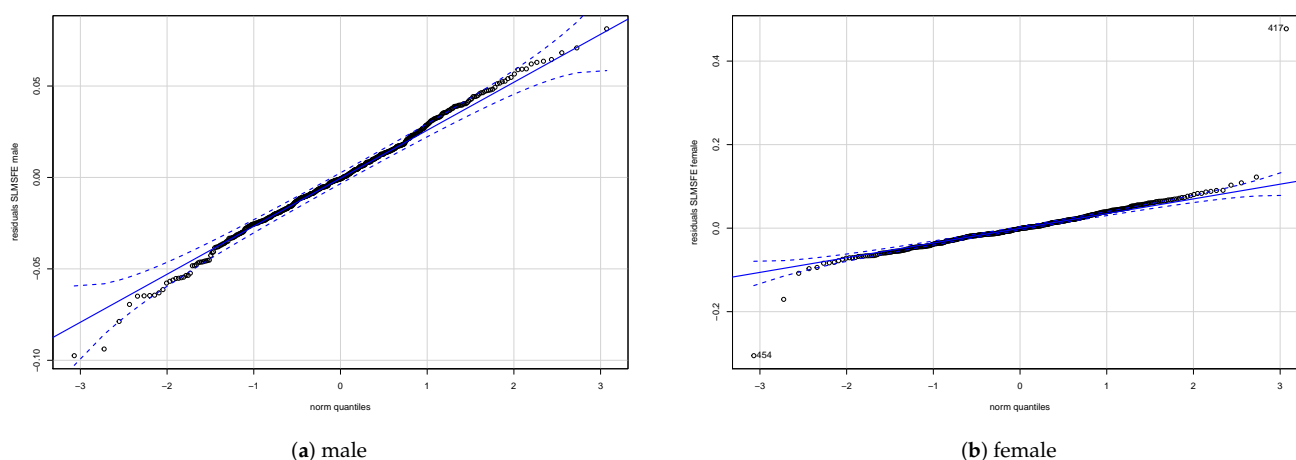 residuals SLMSFE male
0.05
0.00
−0.05
−0.10
−3 −2 −1 0 1 2 3
norm quantiles
(a) male
residuals SLMSFE female
0.4
0.2
0.0
−0.2
417
454
−3 −2 −1 0 1 2 3
norm quantiles
(b) female